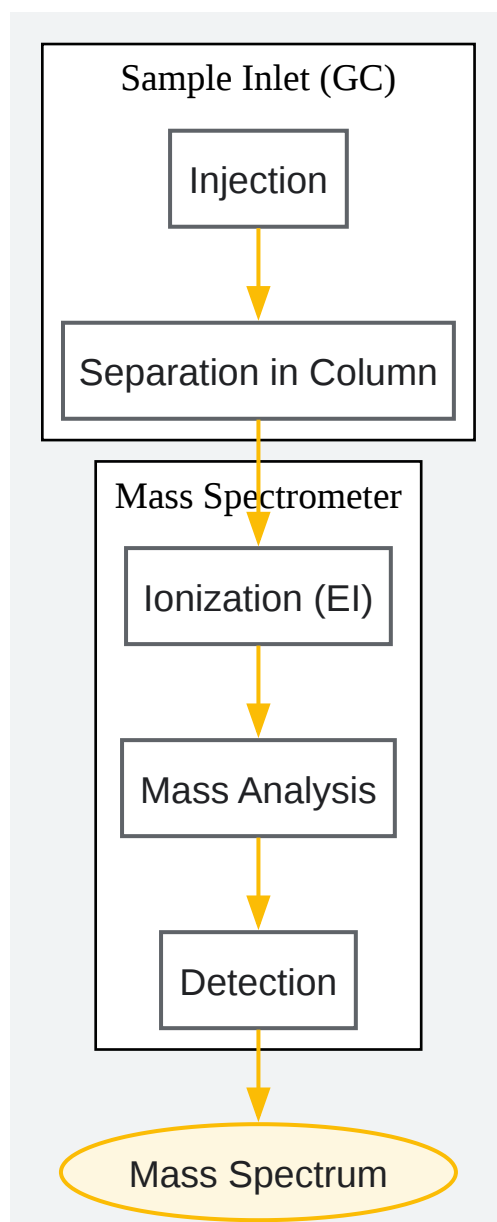 Sample Inlet (GC)
Injection
Separation in Column
Mass Spectrometer
Ionization (EI)
Mass Analysis
Detection
Mass Spectrum